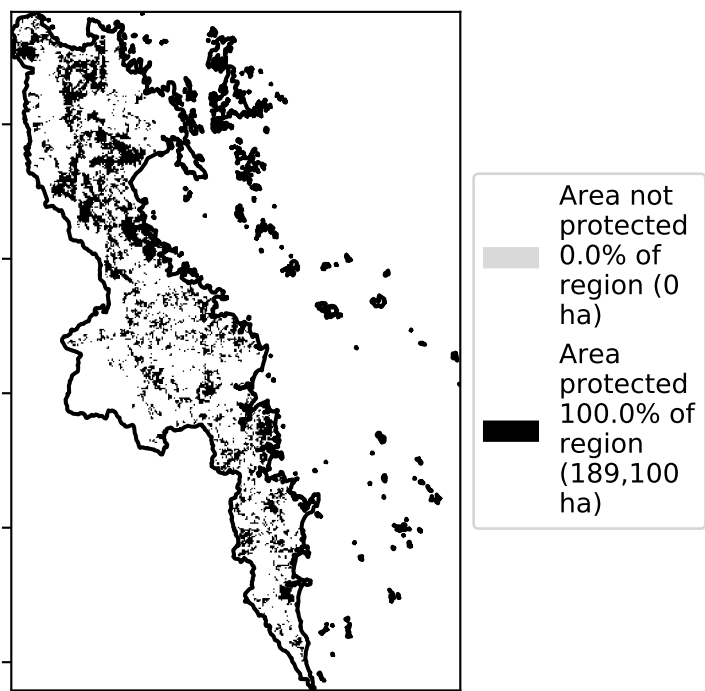 Area not
protected
0.0% of
region (0
ha)
Area
protected
100.0% of
region
(189,100
ha)